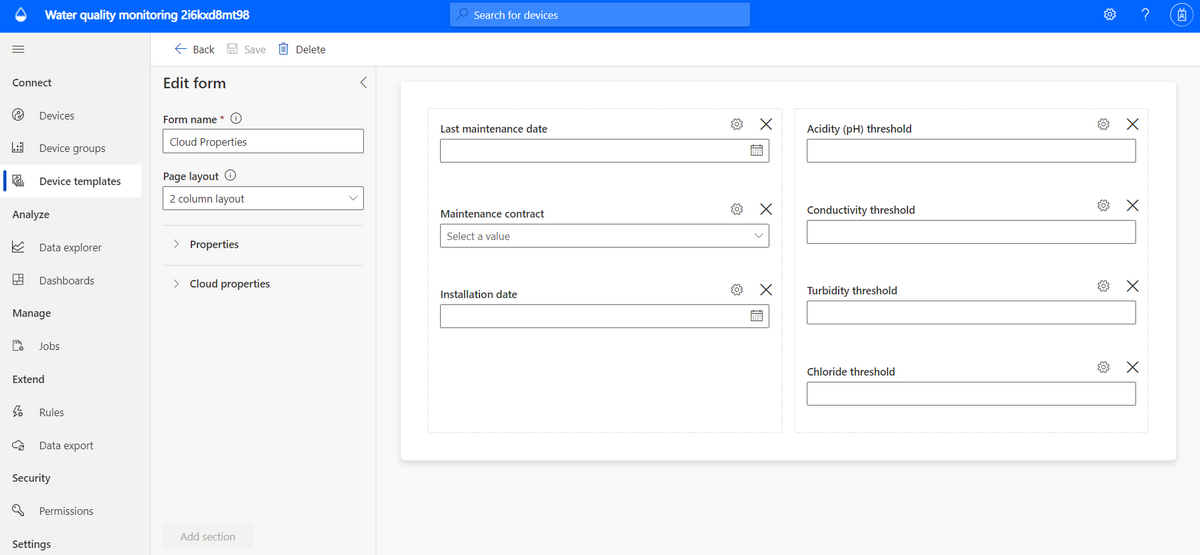 Water quality monitoring 2i6kxd8mt98
Search for devices
?
Back
Save
Delete
Connect
Devices
Device groups
Device templates
Analyze
Data explorer
Dashboards
Manage
Jobs
Extend
Rules
Data export
Security
Permissions
Settings
Edit form
Form name *
Cloud Properties
Page layout
2 column layout
Properties
Cloud properties
Add section
Last maintenance date
Maintenance contract
Select a value
Installation date
Acidity (pH) threshold
Conductivity threshold
Turbidity threshold
Chloride threshold